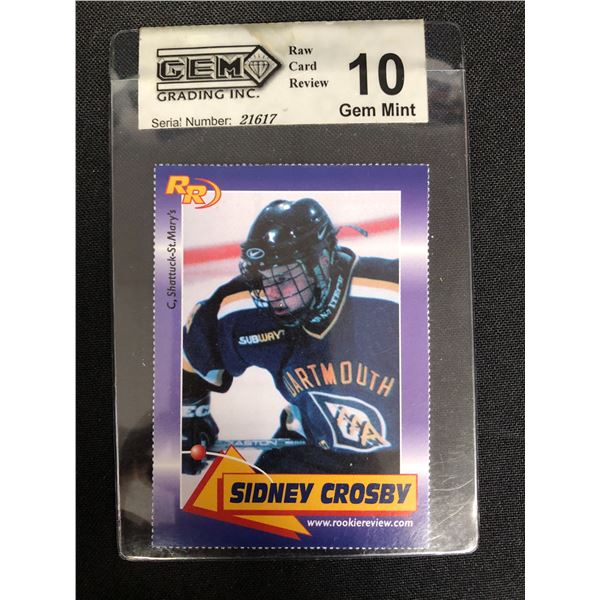 GEM
GRADING INC.
Raw
Card
Review
10
Gem Mint
Serial Number: 21617
RR
C, Shattuck-St.Mary's
SUBWAY
DARTMOUTH
EASTON
SIDNEY CROSBY
www.rookiereview.com